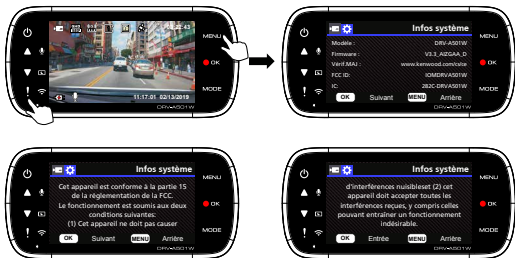 MENU
OK
MODE
11:17:01 02/13/2019
DRV-A501W
Infos système
Modèle : DRV-A501W
Firmware : V3.3_AIZGAA_D
Vérif.MAJ : www.kenwood.com/cs/ce
FCC ID: IOMDRVA501W
IC: 282C-DRVA501W
OK Suivant MENU Arrière
MENU
OK
MODE
DRV-A501W
Infos système
Cet appareil est conforme à la partie 15
de la réglementation de la FCC.
Le fonctionnement est soumis aux deux
conditions suivantes:
(1) Cet appareil ne doit pas causer
OK Suivant MENU Arrière
MENU
OK
MODE
DRV-A501W
Infos système
d'interférences nuisibleset (2) cet
appareil doit accepter toutes les
interférences reçues, y compris celles
pouvant entraîner un fonctionnement
indésirable.
OK Entrée MENU Arrière
MENU
OK
MODE
DRV-A501W